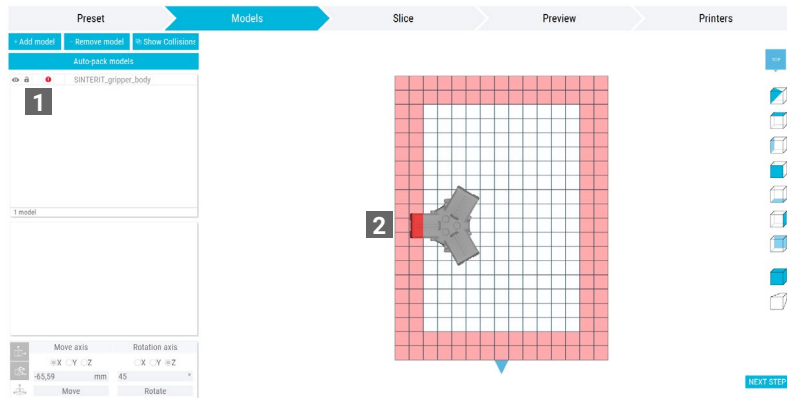 Preset Models Slice Preview Printers
+ Add model - Remove model Show Collisions
Auto-pack models
SINTERIT_gripper_body
1
2
1 model
Move axis Rotation axis
X Y Z X Y Z
-65,59 mm 45 °
Move Rotate
NEXT STEP